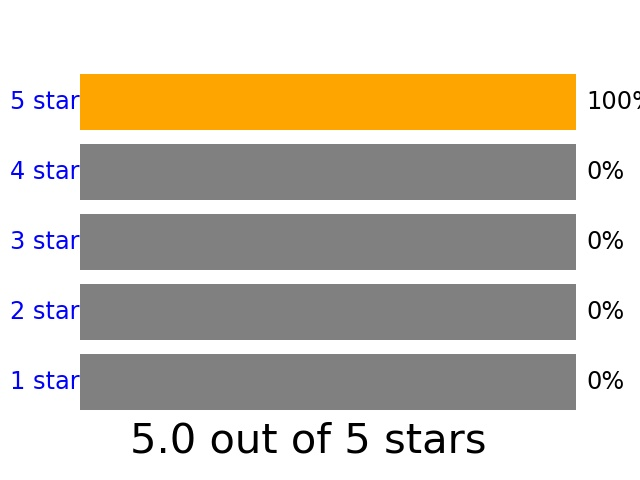 5 star 100%
4 star 0%
3 star 0%
2 star 0%
1 star 0%
5.0 out of 5 stars